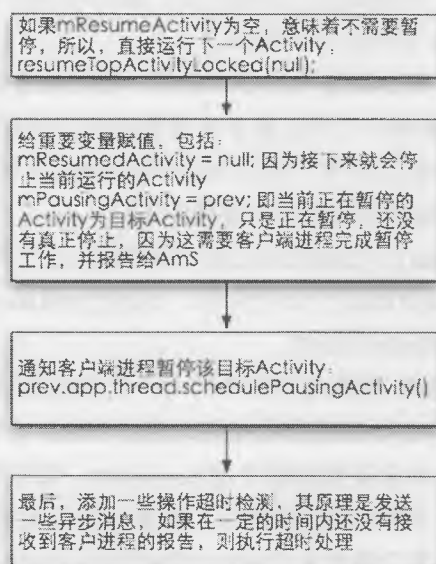 如果mResumeActivity为空，意味着不需要暂
停，所以，直接运行下一个Activity：
resumeTopActivityLocked(null);
给重要变量赋值，包括：
mResumedActivity = null; 因为接下来就会停
止当前运行的Activity
mPausingActivity = prev; 即当前正在暂停的
Activity为目标Activity，只是正在暂停，还没
有真正停止，因为这需要客户端进程完成暂停
工作，并报告给AmS
通知客户端进程暂停该目标Activity：
prev.app.thread.schedulePausingActivity()
最后，添加一些操作超时检测，其原理是发送
一些异步消息，如果在一定的时间内还没有接
收到客户进程的报告，则执行超时处理